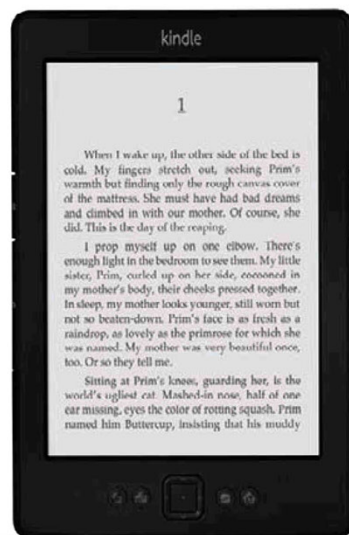 kindle
1
When I wake up, the other side of the bed is
cold. My fingers stretch out, seeking Prim's
warmth but finding only the rough canvas cover
of the mattress. She must have had bad dreams
and climbed in with our mother. Of course, she
did. This is the day of the reaping.
I prop myself up on one elbow. There's
enough light in the bedroom to see them. My little
sister, Prim, curled up on her side, cocooned in
my mother's body, their cheeks pressed together.
In sleep, my mother looks younger, still worn but
not so beaten-down. Prim's face is as fresh as a
raindrop, as lovely as the primrose for which she
was named. My mother was very beautiful once,
too. Or so they tell me.
Sitting at Prim's knees, guarding her, is the
world's ugliest cat. Mashed-in nose, half of one
ear missing, eyes the color of rotting squash. Prim
named him Buttercup, insisting that his muddy